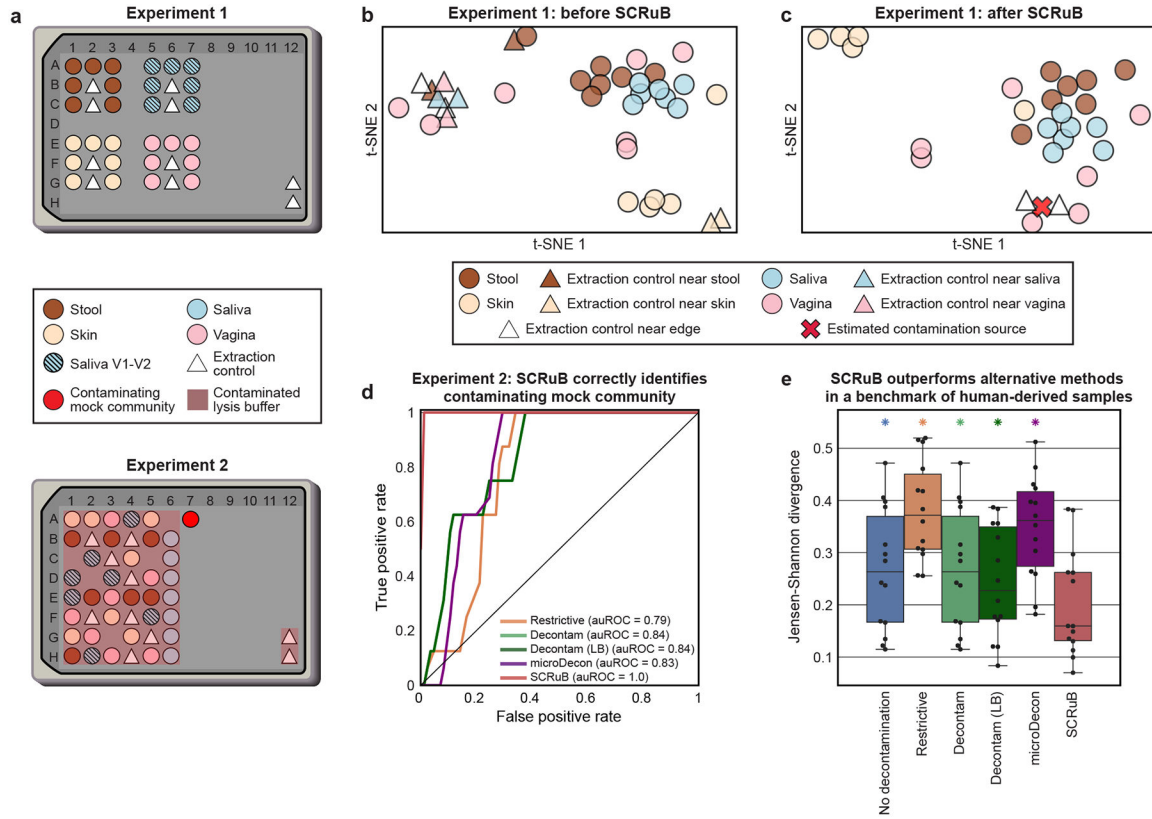 a
Experiment 1
1 2 3 4 5 6 7 8 9 10 11 12
A
B
C
D
E
F
G
H
Stool
Saliva
Skin
Vagina
Saliva V1-V2
Extraction
control
Contaminating
mock community
Contaminated
lysis buffer
Experiment 2
1 2 3 4 5 6 7 8 9 10 11 12
A
B
C
D
E
F
G
H
b
Experiment 1: before SCRuB
t-SNE 2
t-SNE 1
c
Experiment 1: after SCRuB
t-SNE 2
t-SNE 1
Stool
Extraction control near stool
Saliva
Extraction control near saliva
Skin
Extraction control near skin
Vagina
Extraction control near vagina
Extraction control near edge
Estimated contamination source
d
Experiment 2: SCRuB correctly identifies
contaminating mock community
True positive rate
1
0.8
0.6
0.4
0.2
0
0 0.2 0.4 0.6 0.8 1
False positive rate
Restrictive (auROC = 0.79)
Decontam (auROC = 0.84)
Decontam (LB) (auROC = 0.84)
microDecon (auROC = 0.83)
SCRuB (auROC = 1.0)
e
SCRuB outperforms alternative methods
in a benchmark of human-derived samples
Jensen-Shannon divergence
0.5
0.4
0.3
0.2
0.1
* * * * *
No decontamination
Restrictive
Decontam
Decontam (LB)
microDecon
SCRuB